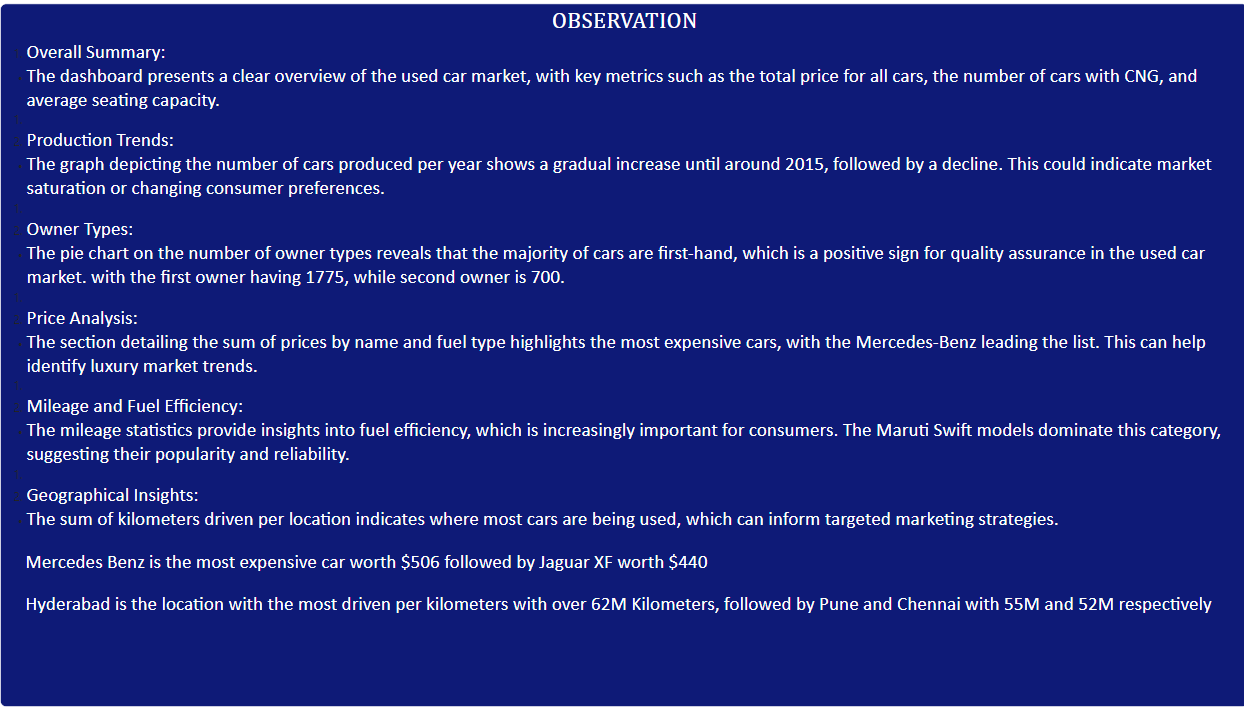 OBSERVATION
Overall Summary:
The dashboard presents a clear overview of the used car market, with key metrics such as the total price for all cars, the number of cars with CNG, and
average seating capacity.
Production Trends:
The graph depicting the number of cars produced per year shows a gradual increase until around 2015, followed by a decline. This could indicate market
saturation or changing consumer preferences.
Owner Types:
The pie chart on the number of owner types reveals that the majority of cars are first-hand, which is a positive sign for quality assurance in the used car
market. with the first owner having 1775, while second owner is 700.
Price Analysis:
The section detailing the sum of prices by name and fuel type highlights the most expensive cars, with the Mercedes-Benz leading the list. This can help
identify luxury market trends.
Mileage and Fuel Efficiency:
The mileage statistics provide insights into fuel efficiency, which is increasingly important for consumers. The Maruti Swift models dominate this category,
suggesting their popularity and reliability.
Geographical Insights:
The sum of kilometers driven per location indicates where most cars are being used, which can inform targeted marketing strategies.
Mercedes Benz is the most expensive car worth $506 followed by Jaguar XF worth $440
Hyderabad is the location with the most driven per kilometers with over 62M Kilometers, followed by Pune and Chennai with 55M and 52M respectively